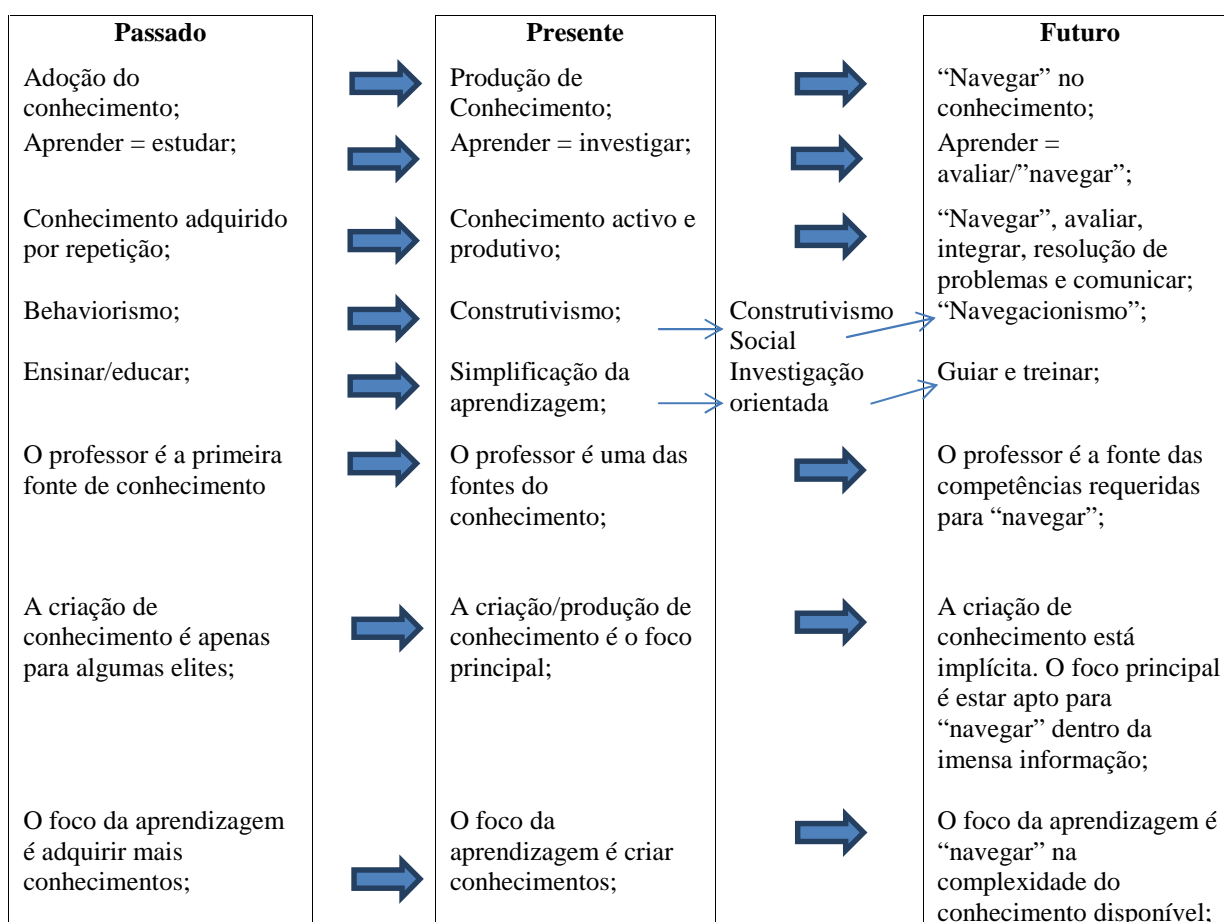 Passado
Presente
Futuro
Adoção do
conhecimento;
Produção de
Conhecimento;
“Navegar” no
conhecimento;
Aprender = estudar;
Aprender = investigar;
Aprender =
avaliar/”navegar”;
Conhecimento adquirido
por repetição;
Conhecimento activo e
produtivo;
“Navegar”, avaliar,
integrar, resolução de
problemas e comunicar;
Behaviorismo;
Construtivismo;
Construtivismo
Social
“Navegacionismo”;
Ensinar/educar;
Simplificação da
aprendizagem;
Investigação
orientada
Guiar e treinar;
O professor é a primeira
fonte de conhecimento
O professor é uma das
fontes do
conhecimento;
O professor é a fonte das
competências requeridas
para “navegar”;
A criação de
conhecimento é apenas
para algumas elites;
A criação/produção de
conhecimento é o foco
principal;
A criação de
conhecimento está
implícita. O foco principal
é estar apto para
“navegar” dentro da
imensa informação;
O foco da aprendizagem
é adquirir mais
conhecimentos;
O foco da
aprendizagem é criar
conhecimentos;
O foco da aprendizagem é
“navegar” na
complexidade do
conhecimento disponível;